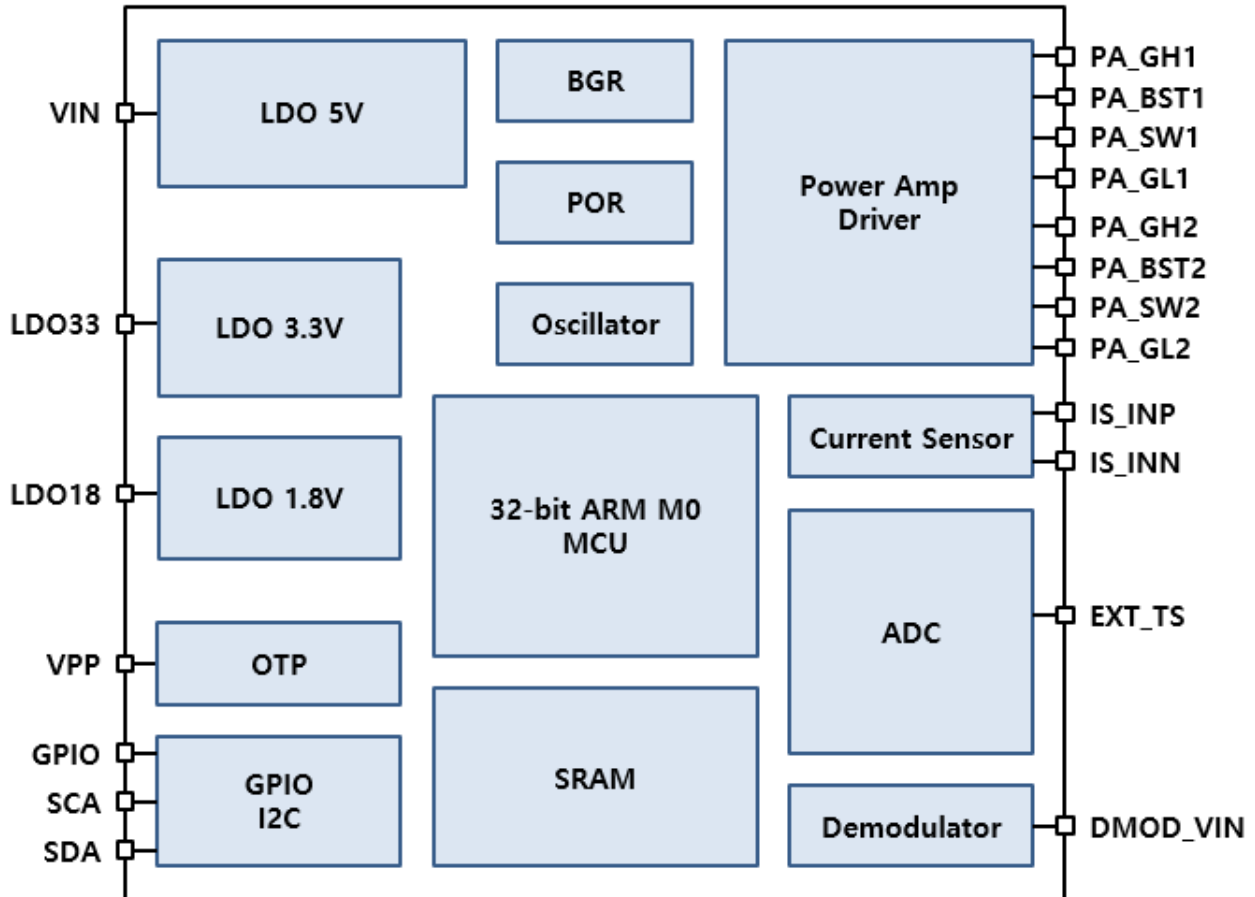 VIN
LDO33
LDO18
VPP
GPIO
SCA
SDA
LDO 5V
LDO 3.3V
LDO 1.8V
OTP
GPIO
I2C
BGR
POR
Oscillator
32-bit ARM M0
MCU
SRAM
Power Amp
Driver
Current Sensor
ADC
Demodulator
PA_GH1
PA_BST1
PA_SW1
PA_GL1
PA_GH2
PA_BST2
PA_SW2
PA_GL2
IS_INP
IS_INN
EXT_TS
DMOD_VIN